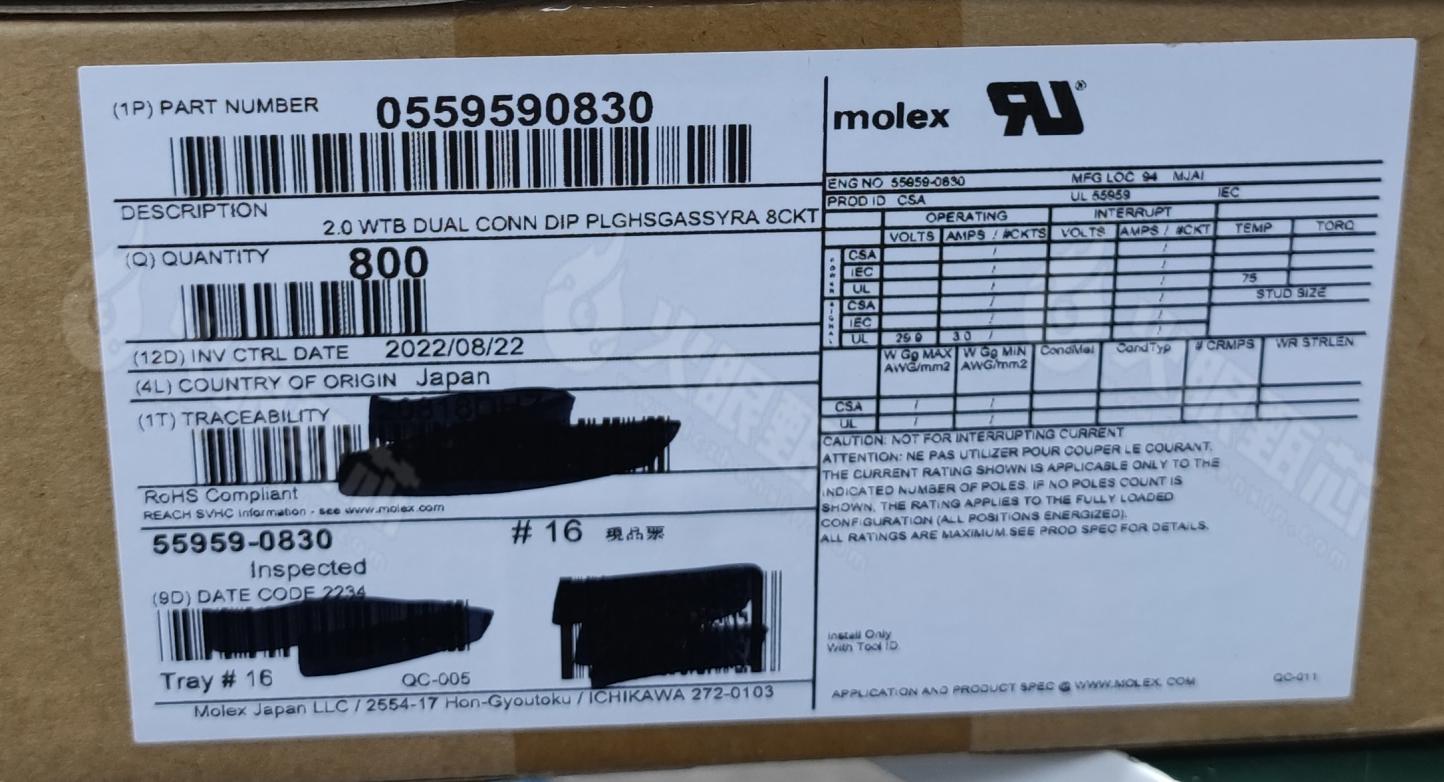 (1P) PART NUMBER 0559590830
DESCRIPTION
2.0 WTB DUAL CONN DIP PLGHSGASSYRA 8CKT
(Q) QUANTITY 800
(12D) INV CTRL DATE 2022/08/22
(4L) COUNTRY OF ORIGIN Japan
(1T) TRACEABILITY
RoHS Compliant
REACH SVHC Information - see www.molex.com
55959-0830 # 16 現品票
Inspected
(9D) DATE CODE 2234
Tray # 16 QC-005
Molex Japan LLC / 2554-17 Hon-Gyoutoku / ICHIKAWA 272-0103
molex RU®
ENG NO 55959-0830 MFG LOC 94 MJAI
PROD ID CSA UL 55959 IEC
OPERATING INTERRUPT
VOLTS AMPS / #CKTS VOLTS AMPS / #CKT TEMP TORQ
POWER
CSA / /
IEC / /
UL / / 75
STUD SIZE
SIGNAL
CSA / /
IEC / /
UL 250 3.0 / /
W Gg MAX W Gg MIN CondMat CondTyp # CRMPS WR STRLEN
AWG/mm2 AWG/mm2
CSA / /
UL / /
CAUTION: NOT FOR INTERRUPTING CURRENT
ATTENTION: NE PAS UTILIZER POUR COUPER LE COURANT.
THE CURRENT RATING SHOWN IS APPLICABLE ONLY TO THE
INDICATED NUMBER OF POLES. IF NO POLES COUNT IS
SHOWN, THE RATING APPLIES TO THE FULLY LOADED
CONFIGURATION (ALL POSITIONS ENERGIZED).
ALL RATINGS ARE MAXIMUM. SEE PROD SPEC FOR DETAILS.
Install Only
With Tool ID
APPLICATION AND PRODUCT SPEC @ WWW.MOLEX.COM QC-011
火眼甄芯